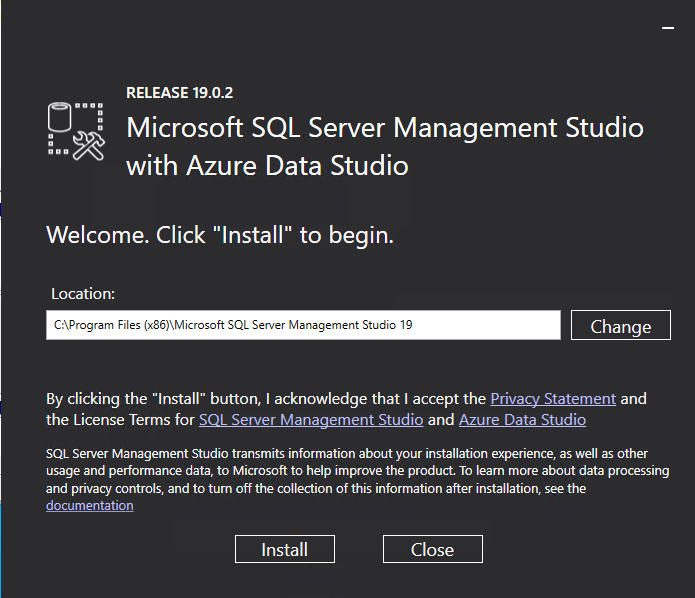 RELEASE 19.0.2
Microsoft SQL Server Management Studio
with Azure Data Studio
Welcome. Click "Install" to begin.
Location:
C:\Program Files (x86)\Microsoft SQL Server Management Studio 19
Change
By clicking the "Install" button, I acknowledge that I accept the Privacy Statement and
the License Terms for SQL Server Management Studio and Azure Data Studio
SQL Server Management Studio transmits information about your installation experience, as well as other
usage and performance data, to Microsoft to help improve the product. To learn more about data processing
and privacy controls, and to turn off the collection of this information after installation, see the
documentation
Install
Close